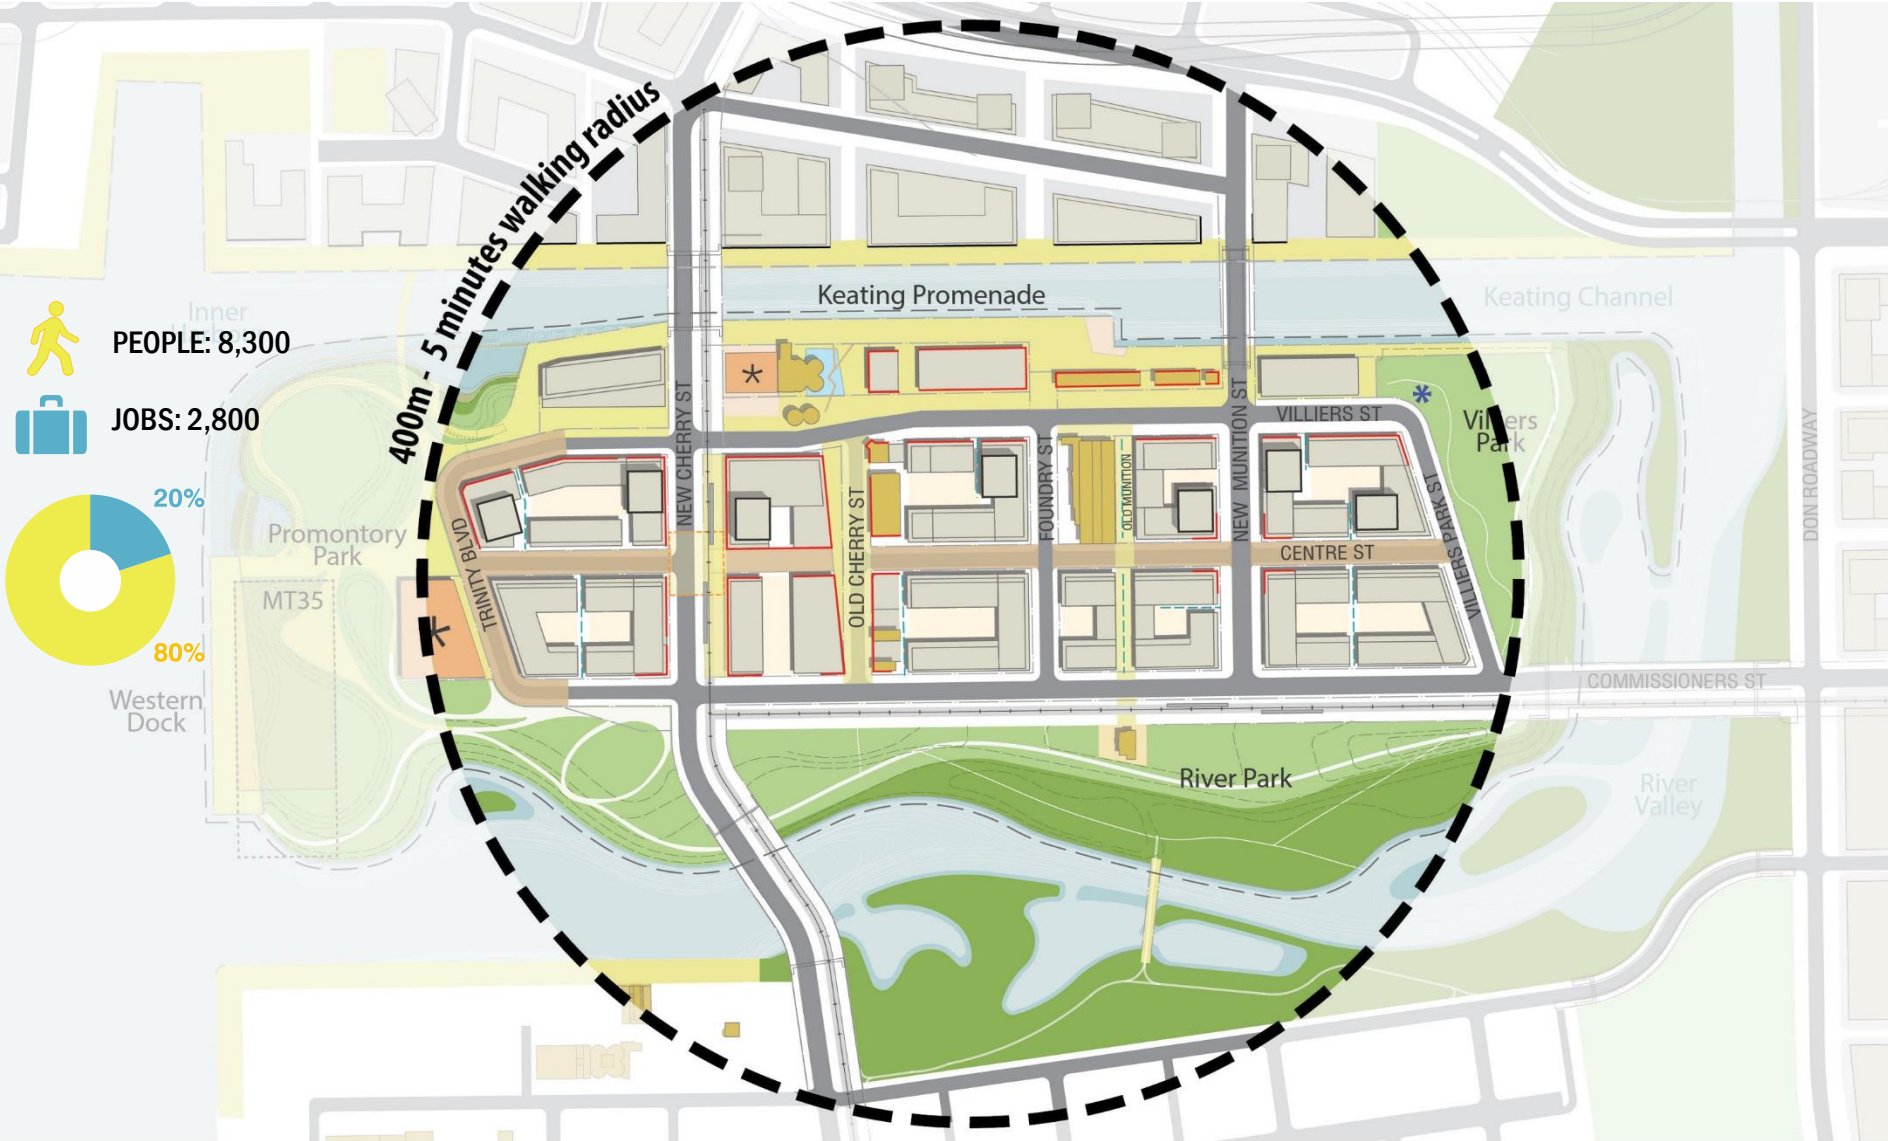 400m - 5 minutes walking radius
Keating Promenade
Inner
Keating Channel
PEOPLE: 8,300
JOBS: 2,800
20%
80%
NEW CHERRY ST
VILLIERS ST
Villiers
Park
*
*
*
NEW MUNITION ST
FOUNDRY ST
OLD MUNITION
OLD CHERRY ST
TRINITY BLVD
CENTRE ST
VILLIERS PARK ST
DON ROADWAY
Promontory
Park
MT35
Western
Dock
COMMISSIONERS ST
River Park
River
Valley